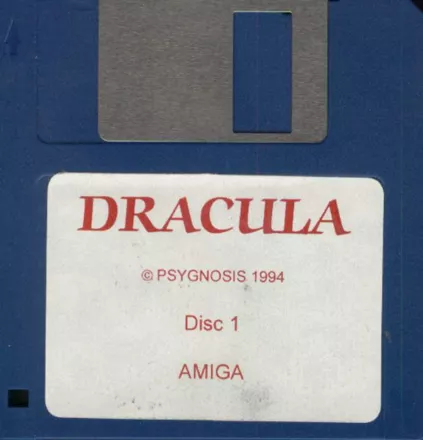 DRACULA
© PSYGNOSIS 1994
Disc 1
AMIGA